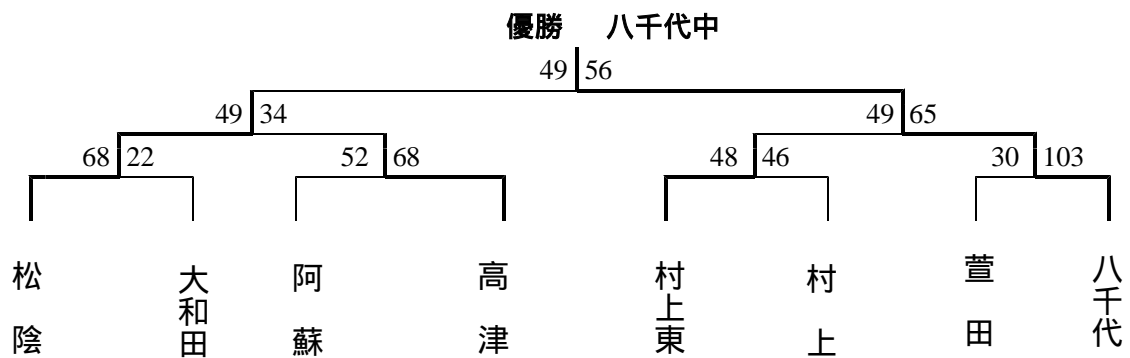 優勝 八千代中
49 56
49 34 49 65
68 22 52 68 48 46 30 103
松陰 大和田 阿蘇 高津 村上東 村上 萱田 八千代